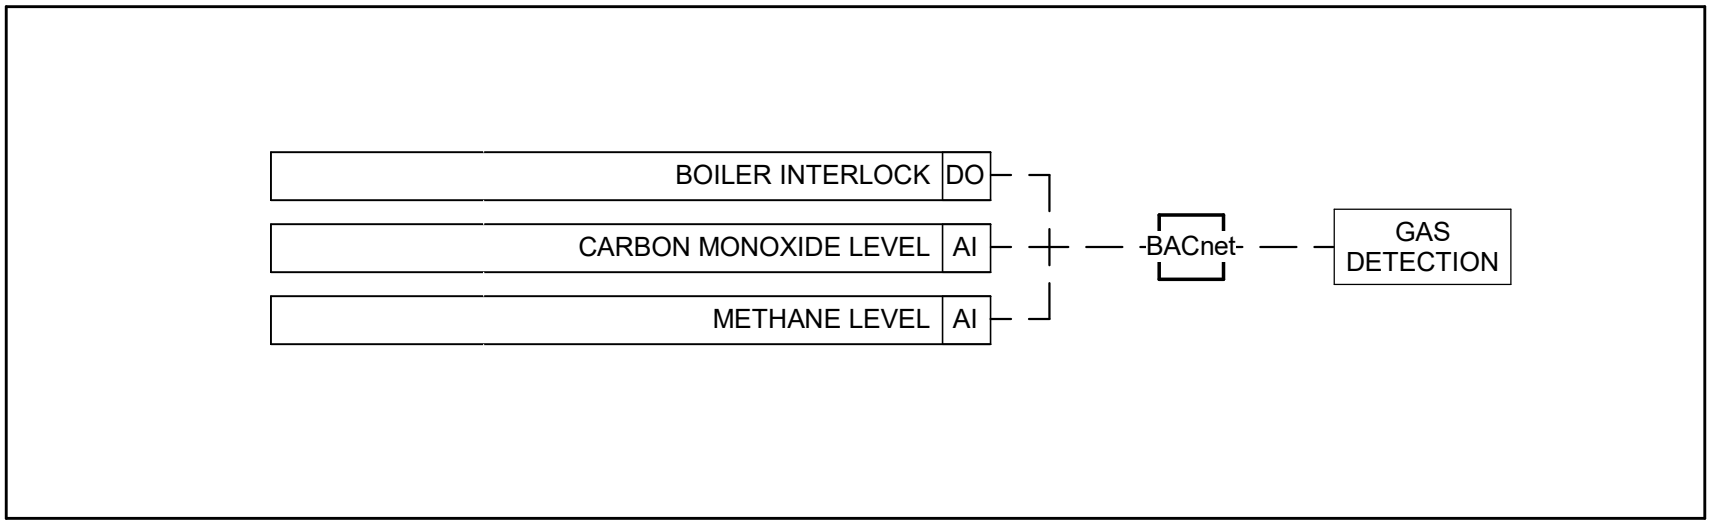 BOILER INTERLOCK DO
CARBON MONOXIDE LEVEL AI
METHANE LEVEL AI
-BACnet-
GAS
DETECTION